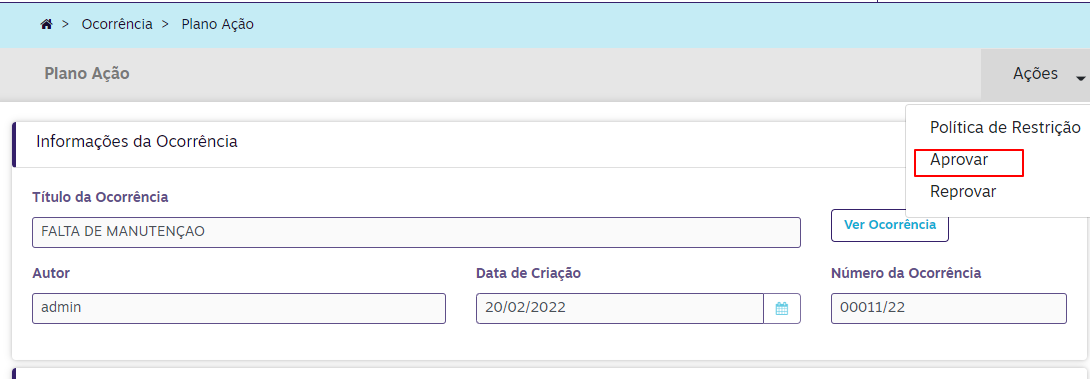 > Ocorrência > Plano Ação
Plano Ação
Ações
Política de Restrição
Aprovar
Reprovar
Informações da Ocorrência
Título da Ocorrência
FALTA DE MANUTENÇAO
Ver Ocorrência
Autor
Data de Criação
Número da Ocorrência
admin
20/02/2022
00011/22